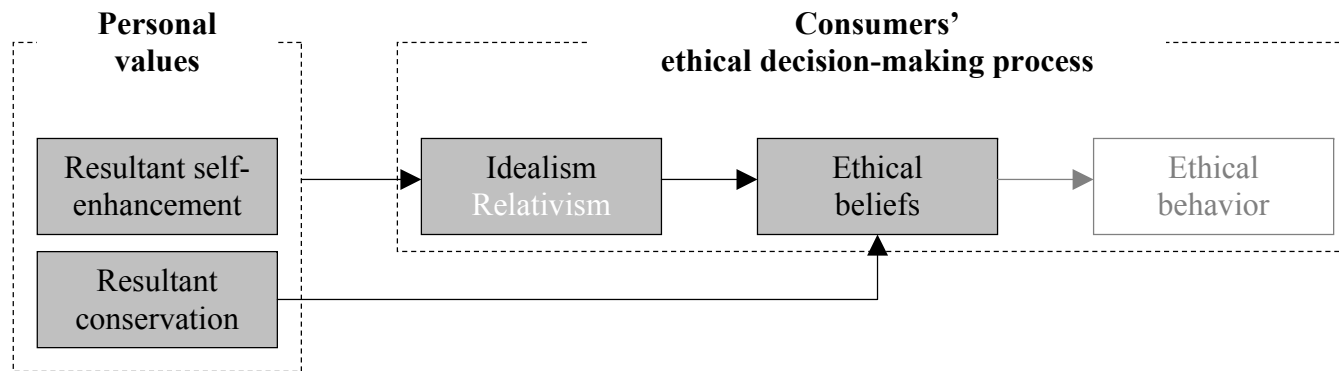 Personal
values
Consumers’
ethical decision-making process
Resultant self-
enhancement
Idealism
Relativism
Ethical
beliefs
Ethical
behavior
Resultant
conservation